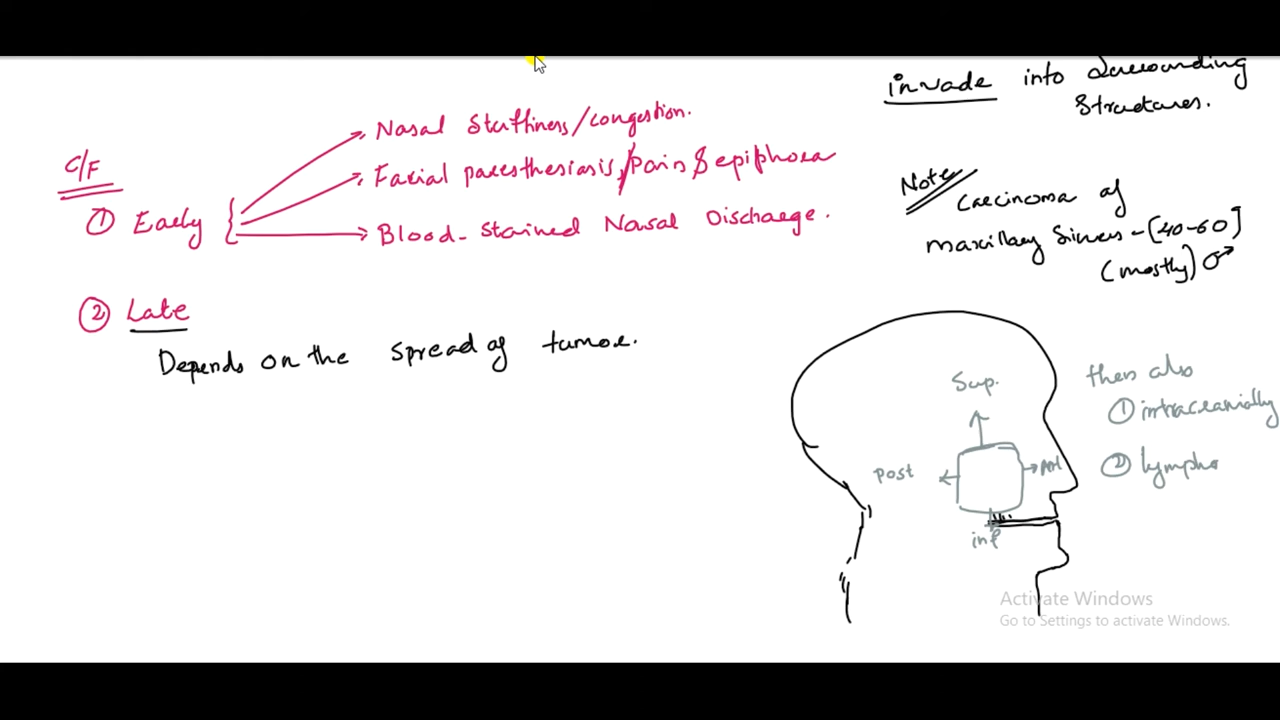 invade into surrounding
structures.
C/F
① Early
Nasal Stuffiness/congestion.
Facial paresthesiasis,/Pain & epiphora
Blood-stained Nasal Discharge.
② Late
Depends on the spread of tumor.
Note
Carcinoma of
maxillary Sinus - [40-60]
(mostly) ♂
Sup.
Post
Ant
inf
then also
① intracranially
② lympha
Activate Windows
Go to Settings to activate Windows.